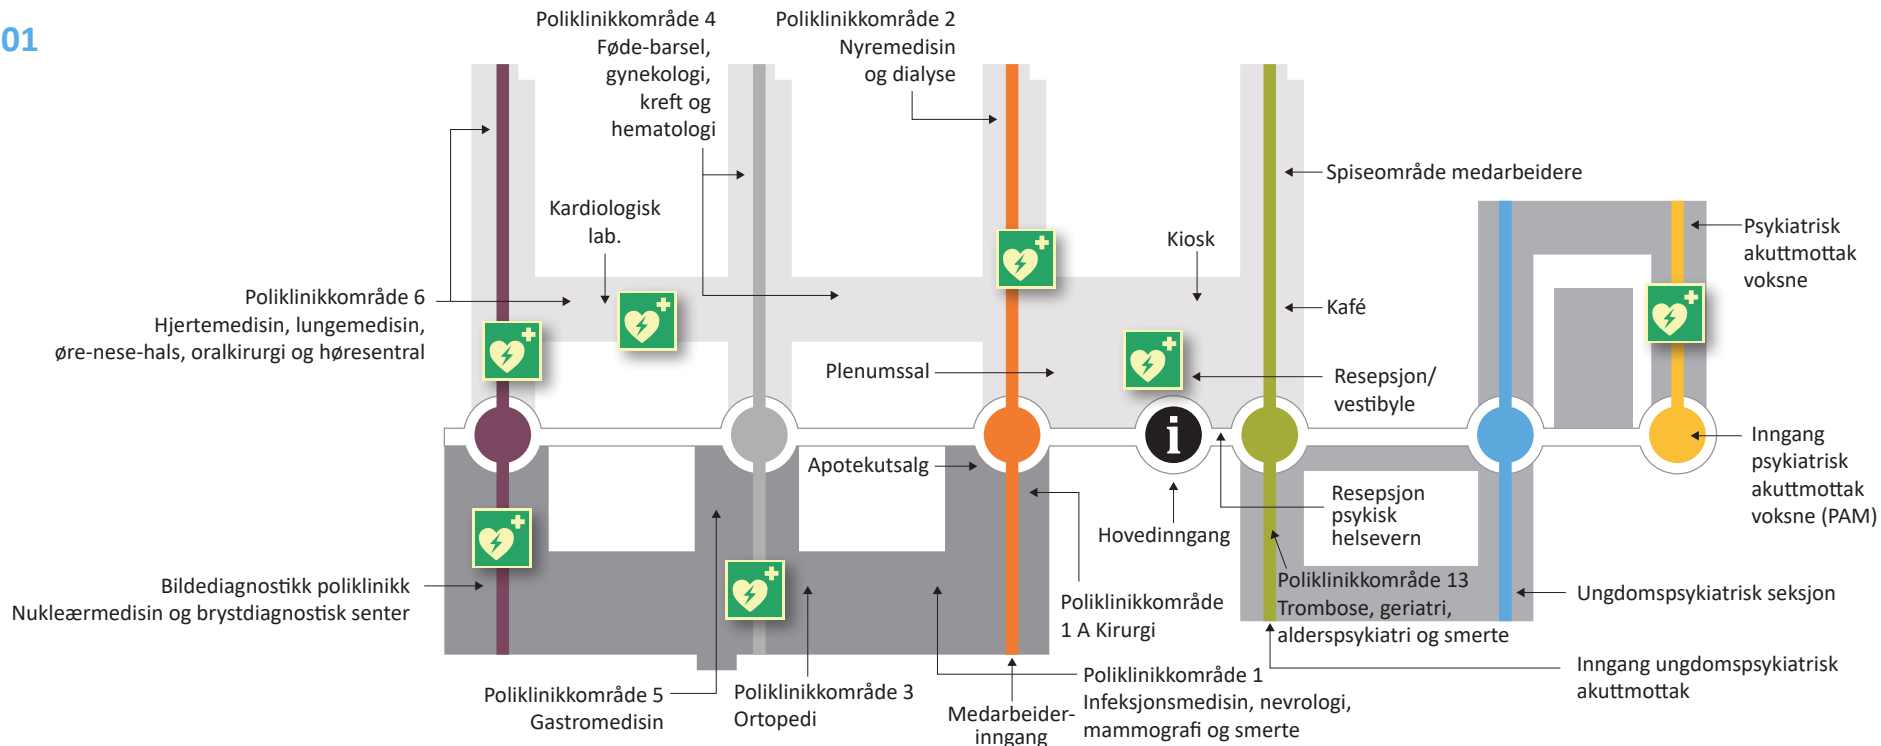 01
Poliklinikkområde 4
Føde-barsel,
gynekologi,
kreft og
hematologi
Poliklinikkområde 2
Nyremedisin
og dialyse
Spiseområde medarbeidere
Kardiologisk
lab.
Kiosk
Psykiatrisk
akuttmottak
voksne
Poliklinikkområde 6
Hjertemedisin, lungemedisin,
øre-nese-hals, oralkirurgi og høresentral
Kafé
Plenumssal
Resepsjon/
vestibyle
i
Apotekutsalg
Inngang
psykiatrisk
akuttmottak
voksne (PAM)
Hovedinngang
Resepsjon
psykisk
helsevern
Bildediagnostikk poliklinikk
Nukleærmedisin og brystdiagnostisk senter
Poliklinikkområde
1 A Kirurgi
Poliklinikkområde 13
Trombose, geriatri,
alderspsykiatri og smerte
Ungdomspsykiatrisk seksjon
Poliklinikkområde 5
Gastromedisin
Poliklinikkområde 3
Ortopedi
Medarbeider-
inngang
Poliklinikkområde 1
Infeksjonsmedisin, nevrologi,
mammografi og smerte
Inngang ungdomspsykiatrisk
akuttmottak